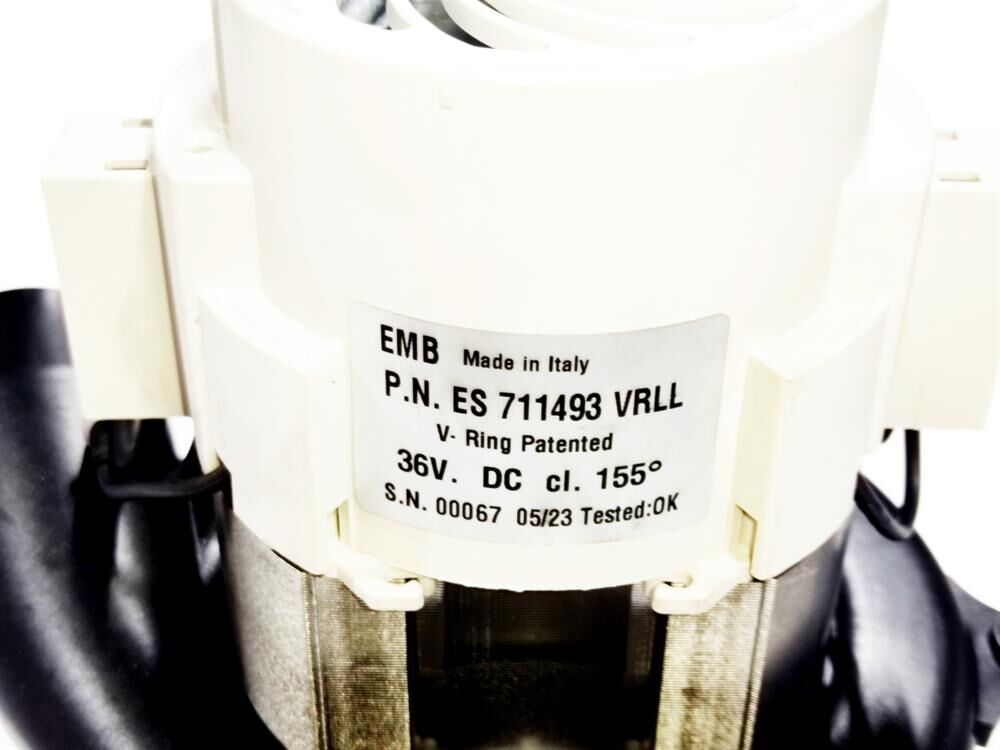 EMB Made in Italy
P.N. ES 711493 VRLL
V- Ring Patented
36V. DC cl. 155°
S.N. 00067 05/23 Tested:OK